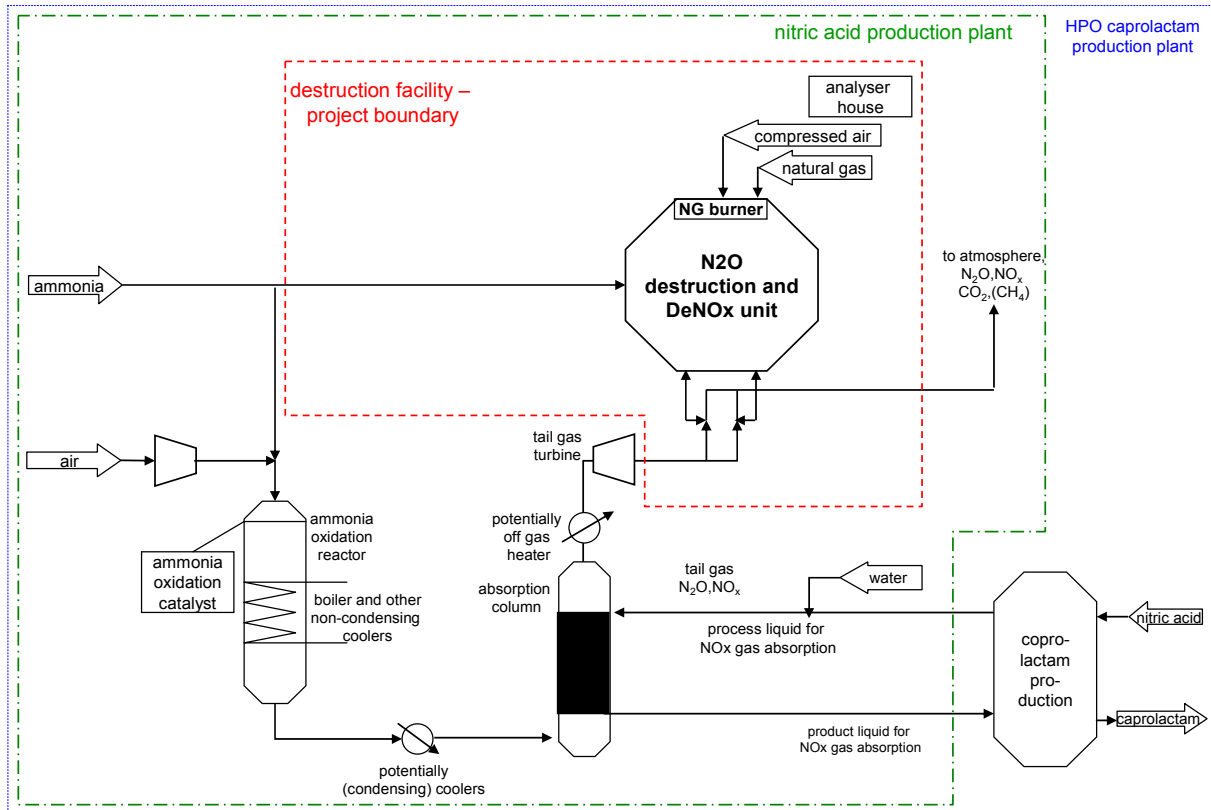 nitric acid production plant
HPO caprolactam
production plant
destruction facility –
project boundary
analyser
house
compressed air
natural gas
NG burner
N2O
destruction and
DeNOx unit
to atmosphere,
N₂O,NOₓ
CO₂,(CH₄)
ammonia
air
tail gas
turbine
ammonia
oxidation
reactor
ammonia
oxidation
catalyst
boiler and other
non-condensing
coolers
potentially
off gas
heater
absorption
column
tail gas
N₂O,NOₓ
water
process liquid for
NOx gas absorption
nitric acid
copro-
lactam
pro-
duction
caprolactam
product liquid for
NOx gas absorption
potentially
(condensing) coolers